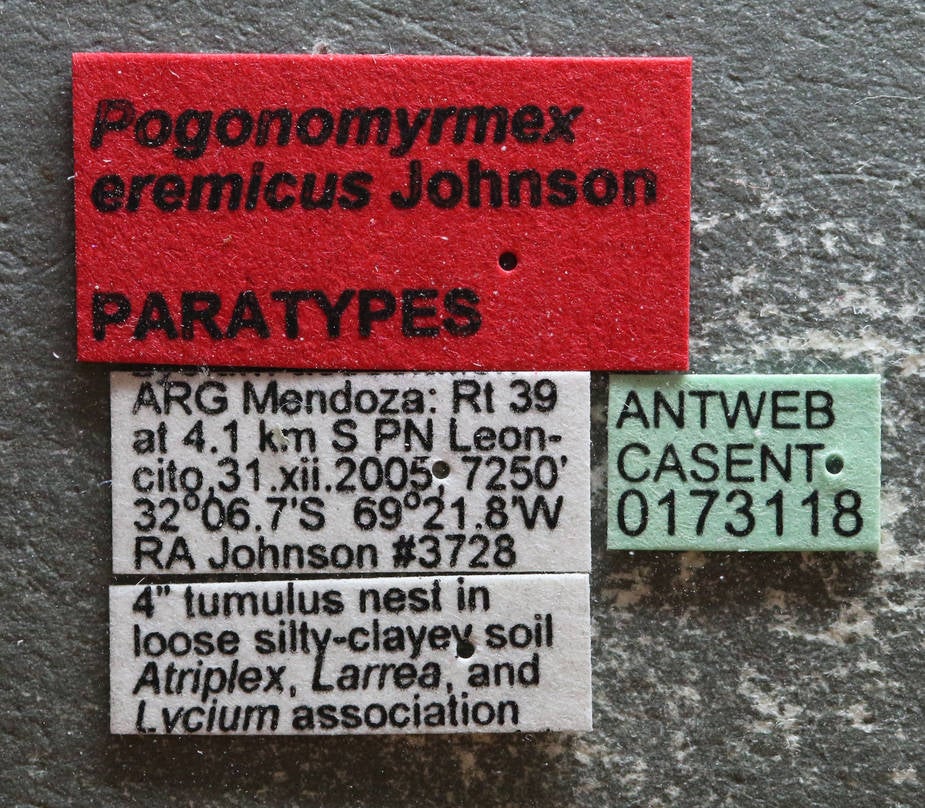 Pogonomyrmex
eremicus Johnson
PARATYPES
ARG Mendoza: Rt 39
at 4.1 km S PN Leon-
cito,31.xii.2005, 7250'
32°06.7'S 69°21.8'W
RA Johnson #3728
4" tumulus nest in
loose silty-clayey soil
Atriplex, Larrea, and
Lycium association
ANTWEB
CASENT
0173118